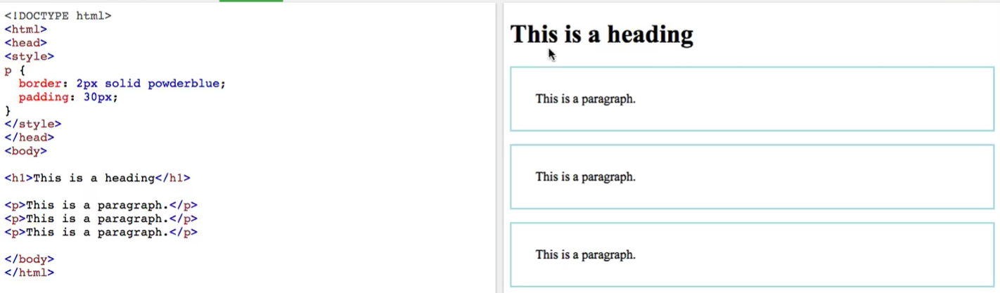 <!DOCTYPE html>
<html>
<head>
<style>
p {
  border: 2px solid powderblue;
  padding: 30px;
}
</style>
</head>
<body>

<h1>This is a heading</h1>

<p>This is a paragraph.</p>
<p>This is a paragraph.</p>
<p>This is a paragraph.</p>

</body>
</html>
This is a heading
This is a paragraph.
This is a paragraph.
This is a paragraph.